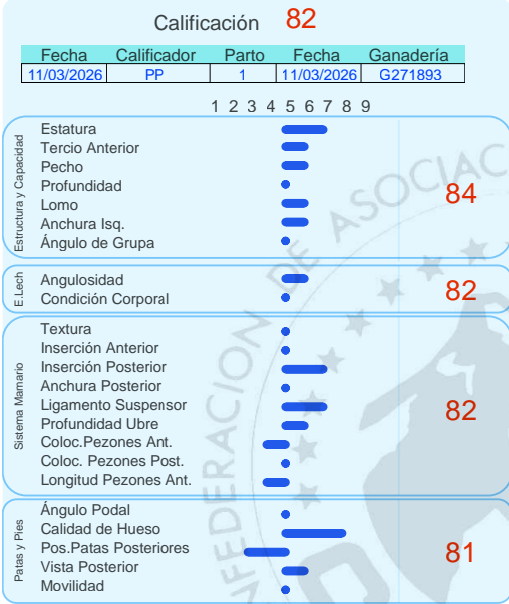 Calificación 82
Fecha Calificador Parto Fecha Ganadería
11/03/2026 PP 1 11/03/2026 G271893
1 2 3 4 5 6 7 8 9
Estructura y Capacidad
Estatura
Tercio Anterior
Pecho
Profundidad
Lomo
Anchura Isq.
Ángulo de Grupa
84
E.Lech
Angulosidad
Condición Corporal
82
Sistema Mamario
Textura
Inserción Anterior
Inserción Posterior
Anchura Posterior
Ligamento Suspensor
Profundidad Ubre
Coloc.Pezones Ant.
Coloc. Pezones Post.
Longitud Pezones Ant.
82
Patas y Pies
Ángulo Podal
Calidad de Hueso
Pos.Patas Posteriores
Vista Posterior
Movilidad
81
NFEDERACION DE ASOCIAC